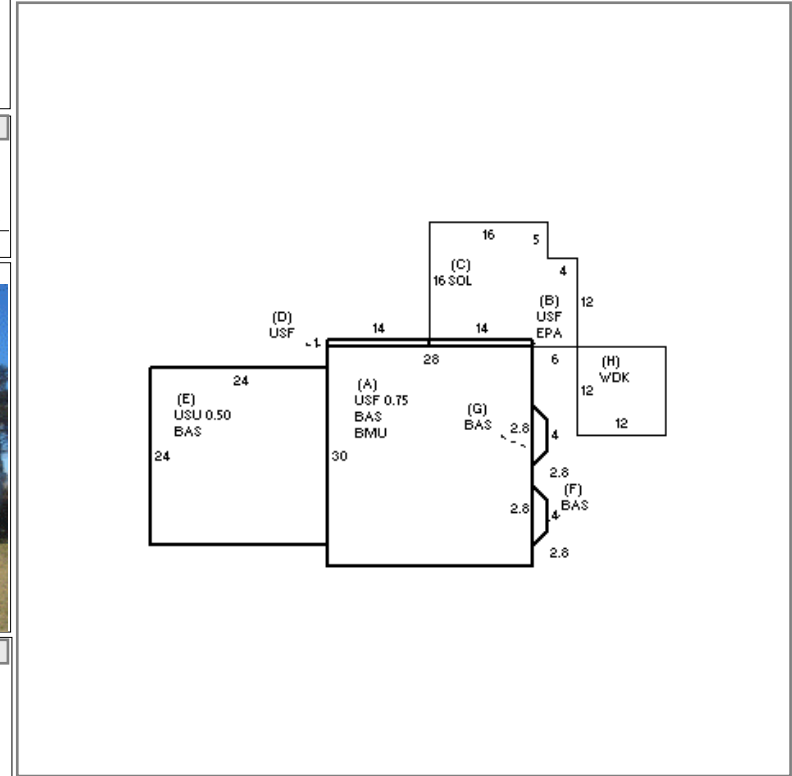 16
5
(C)
16 SOL
4
(B)
USF
EPA
12
(D)
USF
1
14
14
28
6
(H)
WDK
12
12
24
(E)
USU 0.50
BAS
24
(A)
USF 0.75
BAS
BMU
30
(G)
BAS
2.8
4
2.8
(F)
BAS
2.8
4
2.8